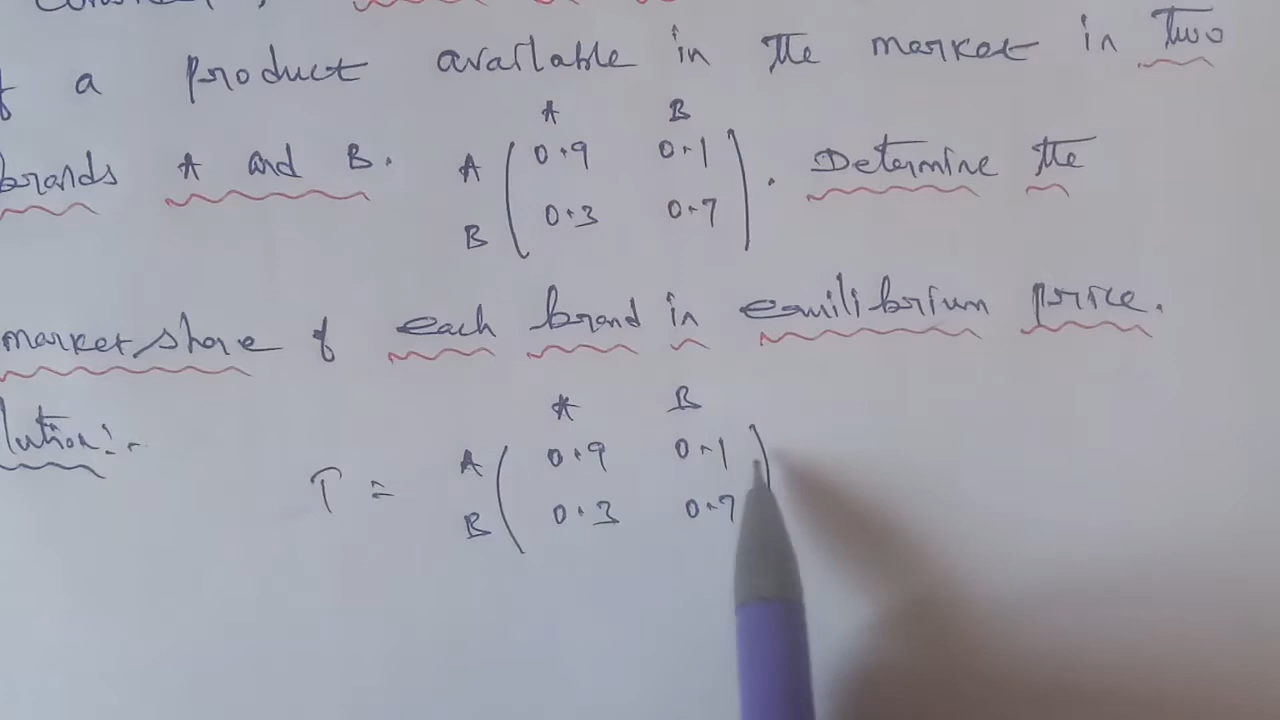 a product available in the market in two
A B
brands A and B. A ( 0.9 0.1 ) . Determine the
B ( 0.3 0.7 )
market share of each brand in equilibrium price.
A B
lution:-
T = A ( 0.9 0.1 )
B ( 0.3 0.7